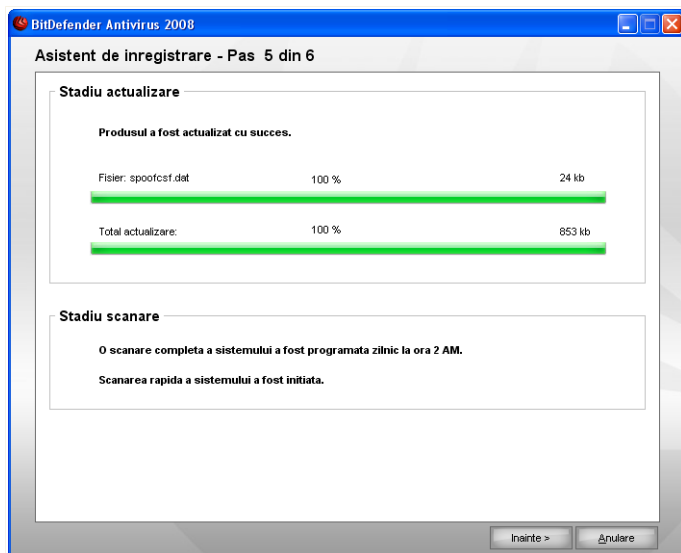 BitDefender Antivirus 2008
Asistent de inregistrare - Pas 5 din 6
Stadiu actualizare
Produsul a fost actualizat cu succes.
Fisier: spoofcsf.dat 100 % 24 kb
Total actualizare: 100 % 853 kb
Stadiu scanare
O scanare completa a sistemului a fost programata zilnic la ora 2 AM.
Scanarea rapida a sistemului a fost initiata.
Inainte > Anulare